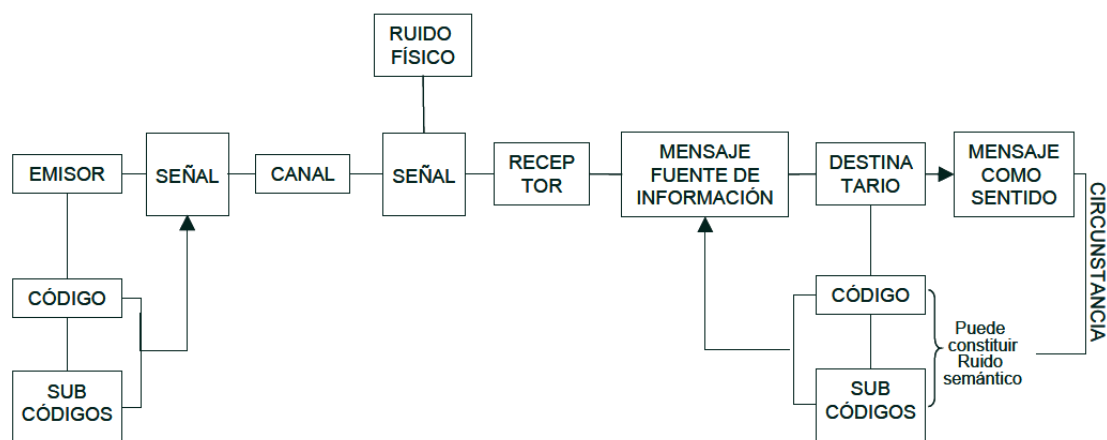 RUIDO
FÍSICO
EMISOR
SEÑAL
CANAL
SEÑAL
RECEP
TOR
MENSAJE
FUENTE DE
INFORMACIÓN
DESTINA
TARIO
MENSAJE
COMO
SENTIDO
CIRCUNSTANCIA
CÓDIGO
SUB
CÓDIGOS
CÓDIGO
SUB
CÓDIGOS
Puede
constituir
Ruido
semántico